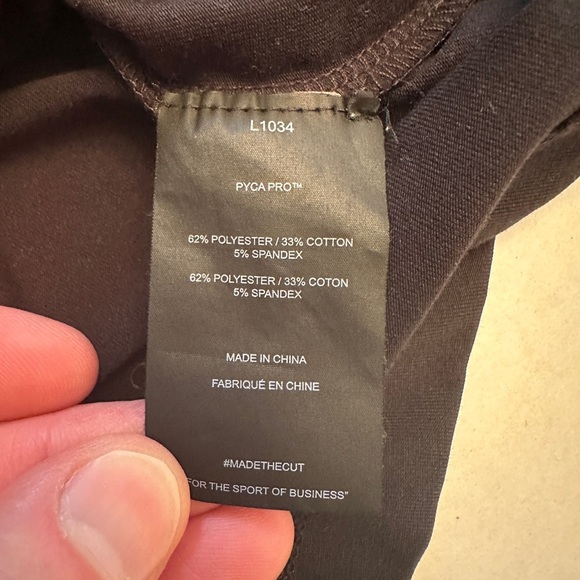 L1034
PYCA PRO™
62% POLYESTER / 33% COTTON
5% SPANDEX
62% POLYESTER / 33% COTON
5% SPANDEX
MADE IN CHINA
FABRIQUÉ EN CHINE
#MADETHECUT
FOR THE SPORT OF BUSINESS"